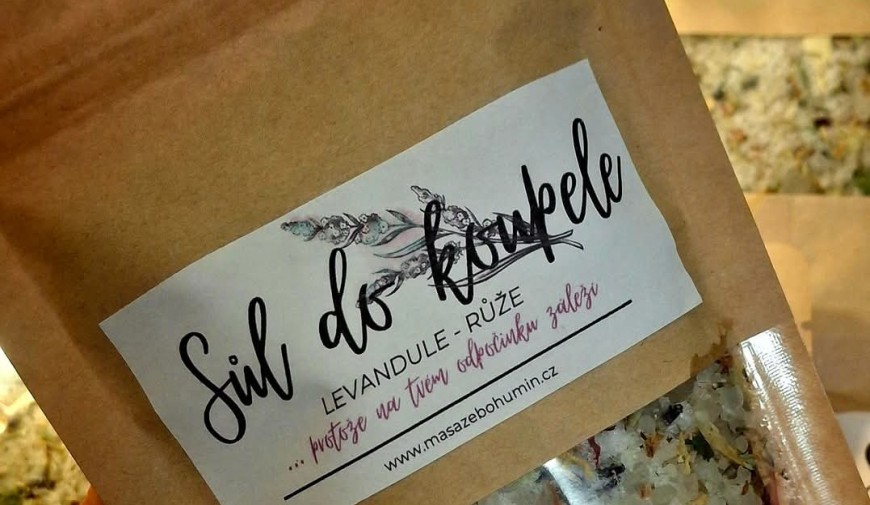 Sůl do koupele
LEVANDULE - RŮŽE
... protože na tvém odpočinku záleží
www.masazebohumin.cz